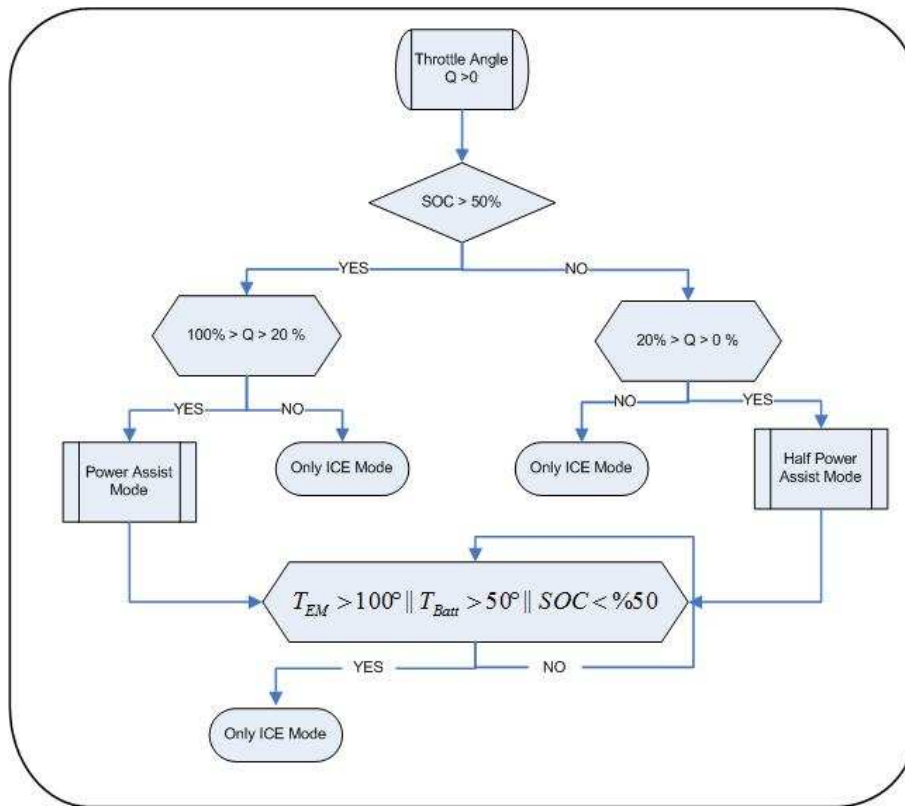 Throttle Angle
Q >0
SOC > 50%
YES
NO
100% > Q > 20 %
20% > Q > 0 %
YES
NO
NO
YES
Power Assist
Mode
Only ICE Mode
Only ICE Mode
Half Power
Assist Mode
T_EM >100° || T_Batt >50° || SOC < %50
YES
NO
Only ICE Mode